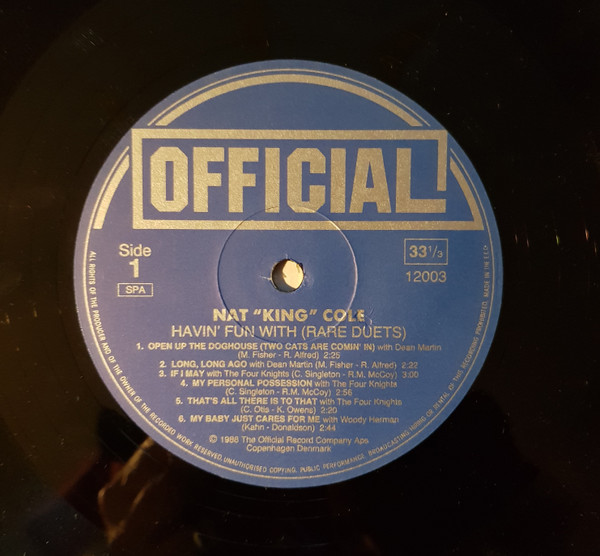 OFFICIAL
Side
1
SPA
33 1/3
12003
NAT "KING" COLE
HAVIN' FUN WITH (RARE DUETS)
1. OPEN UP THE DOGHOUSE (TWO CATS ARE COMIN' IN) with Dean Martin
(M. Fisher - R. Alfred) 2:25
2. LONG, LONG AGO with Dean Martin (M. Fisher - R. Alfred) 2:22
3. IF I MAY with The Four Knights (C. Singleton - R.M. McCoy) 3:00
4. MY PERSONAL POSSESSION with The Four Knights
C. Singleton - R.M. McCoy) 2:56
5. THAT'S ALL THERE IS TO THAT with The Four Knights
(C. Otis - K. Owens) 3:20
6. MY BABY JUST CARES FOR ME with Woody Herman
(Kahn - Donaldson) 2:44
© 1988 The Official Record Company Aps
Copenhagen Denmark
ALL RIGHTS OF THE PRODUCER AND OF THE OWNER OF THE RECORDED WORK RESERVED. UNAUTHORISED COPYING, PUBLIC PERFORMANCE, BROADCASTING HIRING OR RENTAL OF THIS RECORDING PROHIBITED. MADE IN THE E.E.C.